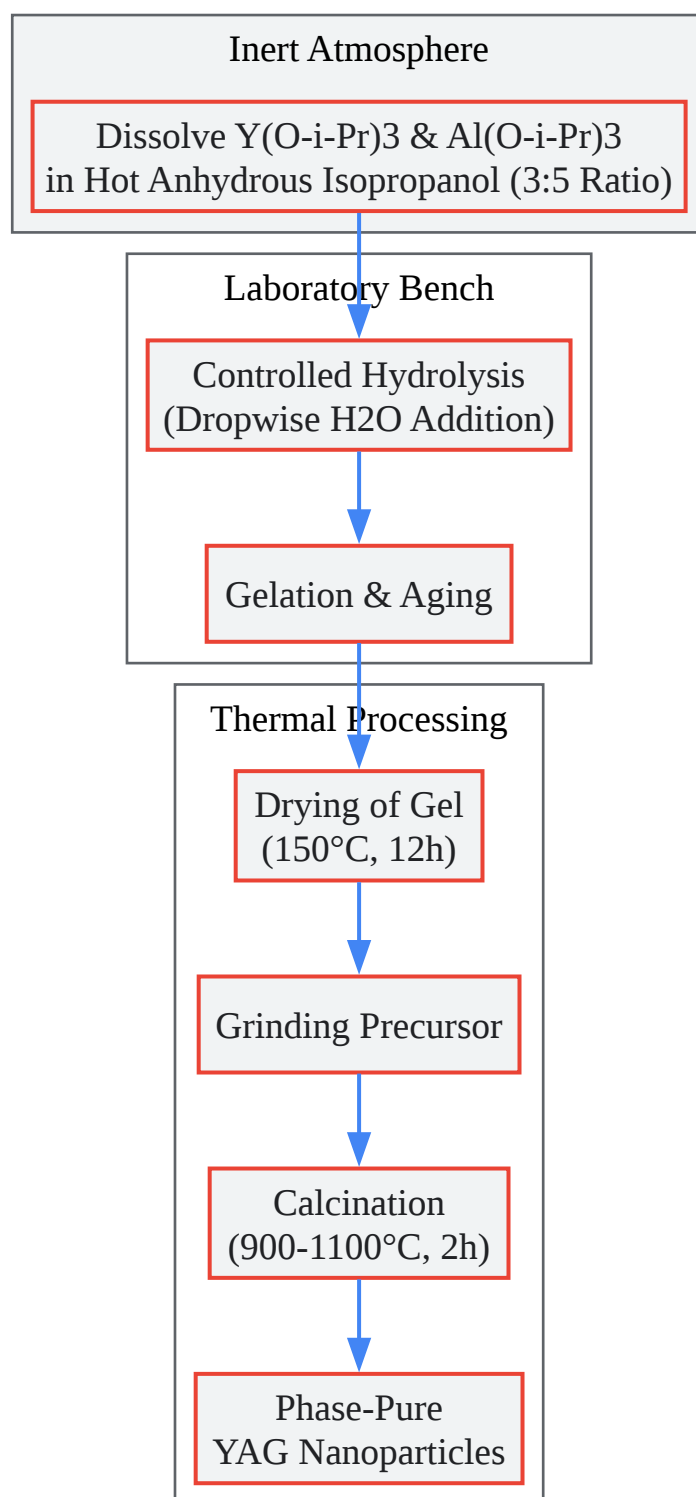 Inert Atmosphere
Dissolve Y(O-i-Pr)3 & Al(O-i-Pr)3
in Hot Anhydrous Isopropanol (3:5 Ratio)
Laboratory Bench
Controlled Hydrolysis
(Dropwise H2O Addition)
Gelation & Aging
Thermal Processing
Drying of Gel
(150°C, 12h)
Grinding Precursor
Calcination
(900-1100°C, 2h)
Phase-Pure
YAG Nanoparticles